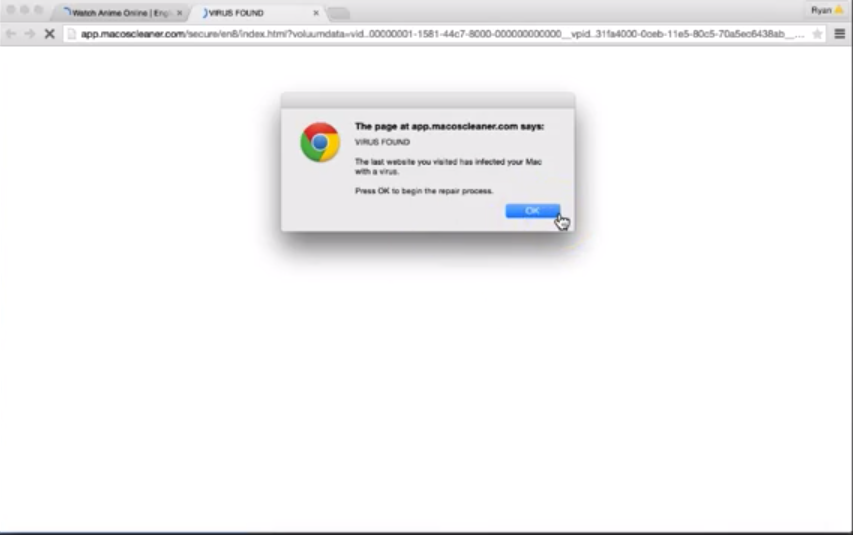 Watch Anime Online | Engl
VIRUS FOUND
Ryan
app.macoscleaner.com/secure/en8/index.html?voluumdata=vid..00000001-1581-44c7-8000-000000000000__vpid..31fa4000-0ceb-11e5-80c5-70a5ec6438ab__...
The page at app.macoscleaner.com says:
VIRUS FOUND
The last website you visited has infected your Mac
with a virus.
Press OK to begin the repair process.
OK